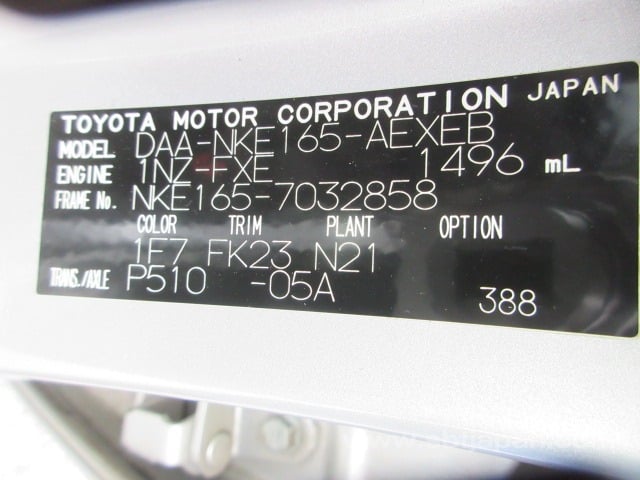 TOYOTA MOTOR CORPORATION JAPAN
MODEL DAA-NKE165-AEXEB
ENGINE 1NZ-FXE 1496 mL
FRAME No. NKE165-7032858
COLOR TRIM PLANT OPTION
1F7 FK23 N21
TRANS./AXLE P510 -05A
388